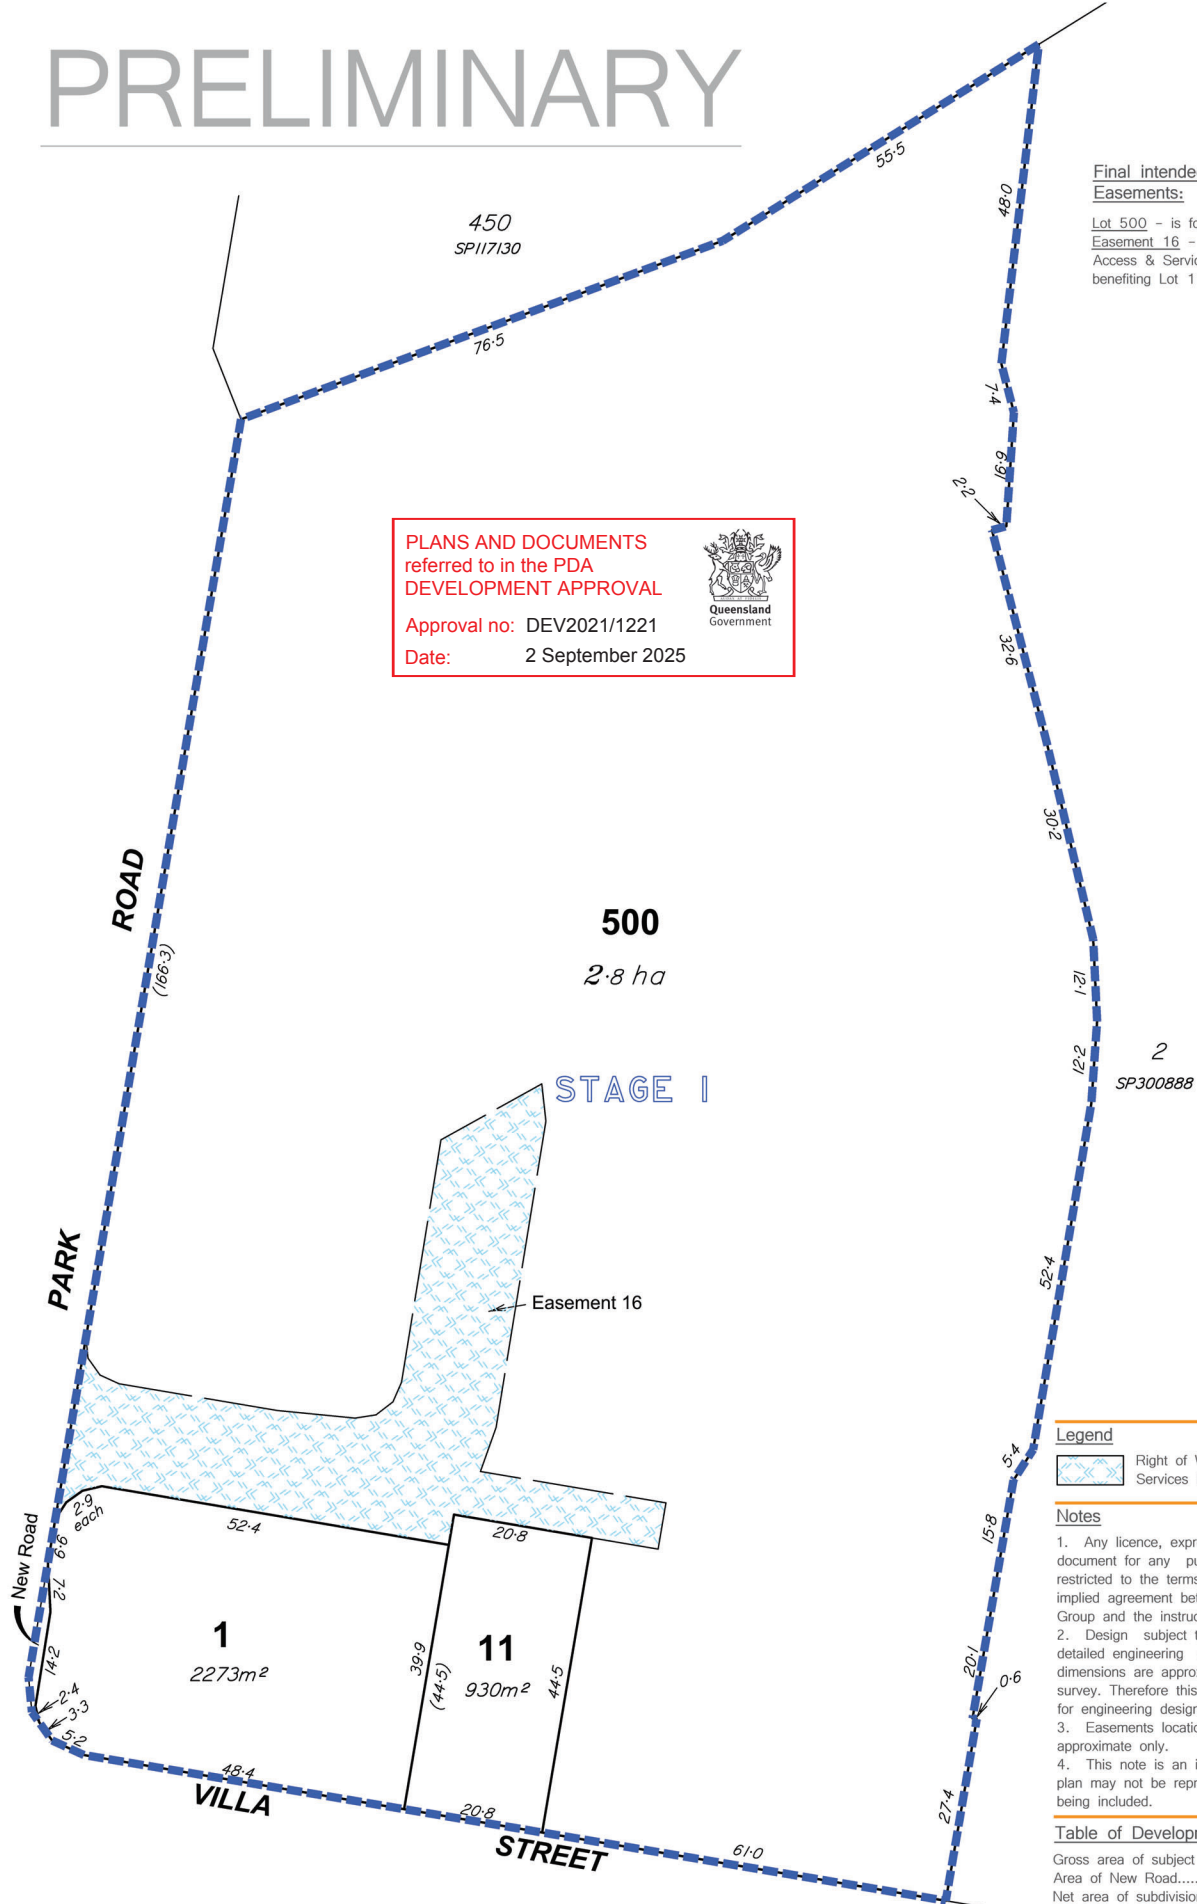 PRELIMINARY
450
SP117130
55·5
76·5
48·0
7·4
16·9
2·2
32·6
30·2
12·1
12·2
52·4
5·4
15·8
20·1
0·6
27·4
Final intended
Easements:
Lot 500 - is fo
Easement 16 -
Access & Servic
benefiting Lot 1
PLANS AND DOCUMENTS
referred to in the PDA
DEVELOPMENT APPROVAL
Approval no: DEV2021/1221
Date: 2 September 2025
Queensland
Government
PARK ROAD
(166·3)
500
2·8 ha
STAGE 1
2
SP300888
Easement 16
New Road
2·9
each
6·6
7·2
14·2
2·4
3·3
5·2
52·4
1
2273m²
39·9
(44·5)
20·8
11
930m²
44·5
48·4
20·8
61·0
VILLA STREET
Legend
Right of W
Services
Notes
1. Any licence, expr
document for any pu
restricted to the terms
implied agreement bet
Group and the instruc
2. Design subject t
detailed engineering
dimensions are appro
survey. Therefore this
for engineering design
3. Easements locatio
approximate only.
4. This note is an i
plan may not be repr
being included.
Table of Developm
Gross area of subject
Area of New Road.....
Net area of subdivision